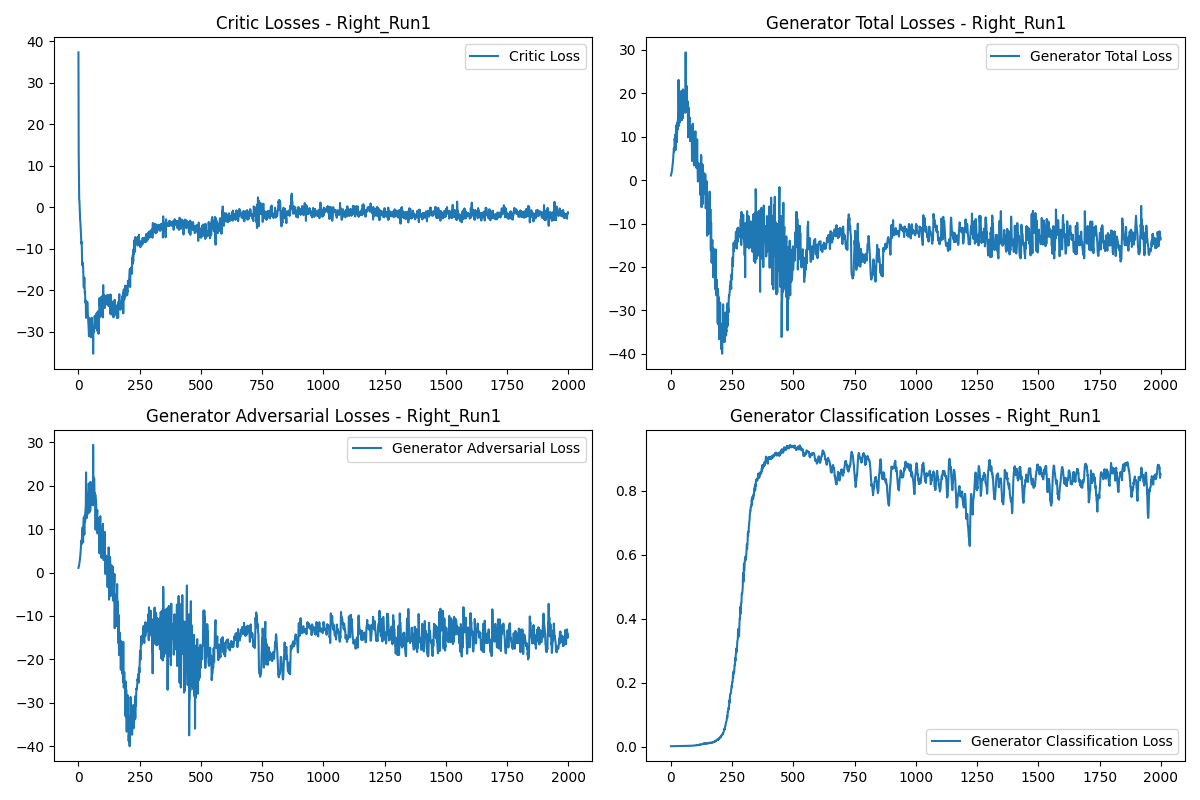 Critic Losses - Right_Run1
Critic Loss
40
30
20
10
0
−10
−20
−30
0 250 500 750 1000 1250 1500 1750 2000
Generator Total Losses - Right_Run1
Generator Total Loss
30
20
10
0
−10
−20
−30
−40
0 250 500 750 1000 1250 1500 1750 2000
Generator Adversarial Losses - Right_Run1
Generator Adversarial Loss
30
20
10
0
−10
−20
−30
−40
0 250 500 750 1000 1250 1500 1750 2000
Generator Classification Losses - Right_Run1
0.8
0.6
0.4
0.2
0.0
Generator Classification Loss
0 250 500 750 1000 1250 1500 1750 2000